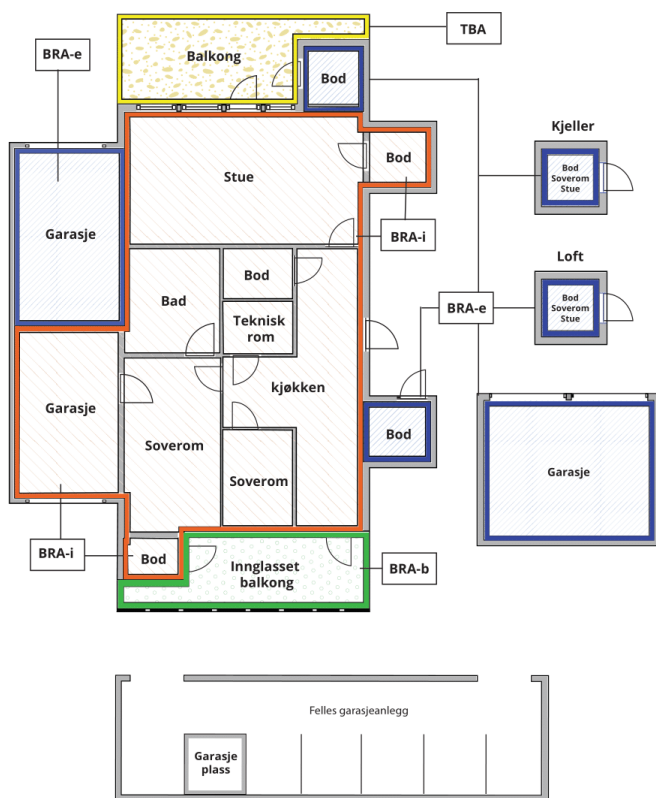 TBA
BRA-e
Balkong
Bod
Kjeller
Stue
Bod
Bod
Soverom
Stue
Garasje
BRA-i
Loft
Bod
Bad
BRA-e
Bod
Soverom
Stue
Teknisk
rom
kjøkken
Garasje
Soverom
Bod
Garasje
Soverom
BRA-i
Bod
Innglasset
balkong
BRA-b
Felles garasjeanlegg
Garasje
plass